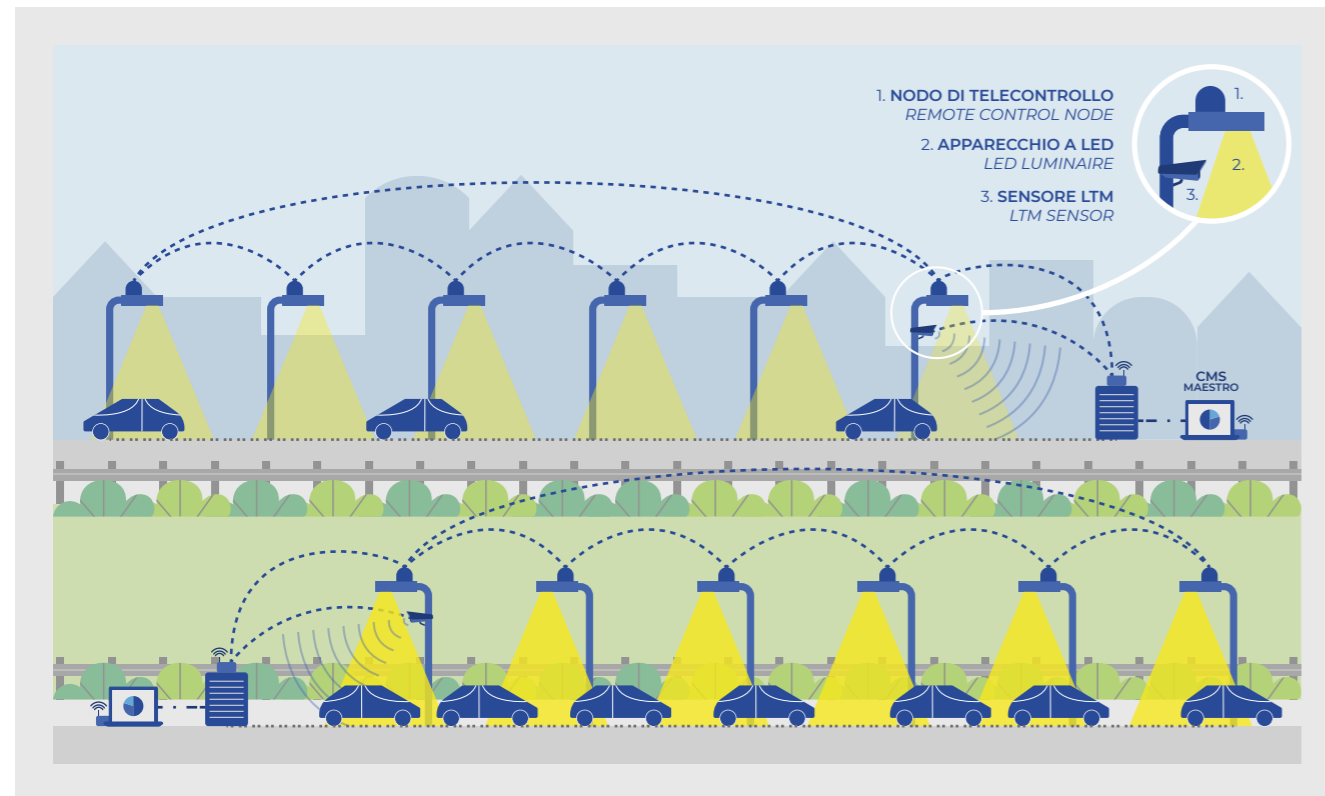 1. NODO DI TELECONTROLLO
REMOTE CONTROL NODE
2. APPARECCHIO A LED
LED LUMINAIRE
3. SENSORE LTM
LTM SENSOR
1.
2.
3.
CMS
MAESTRO